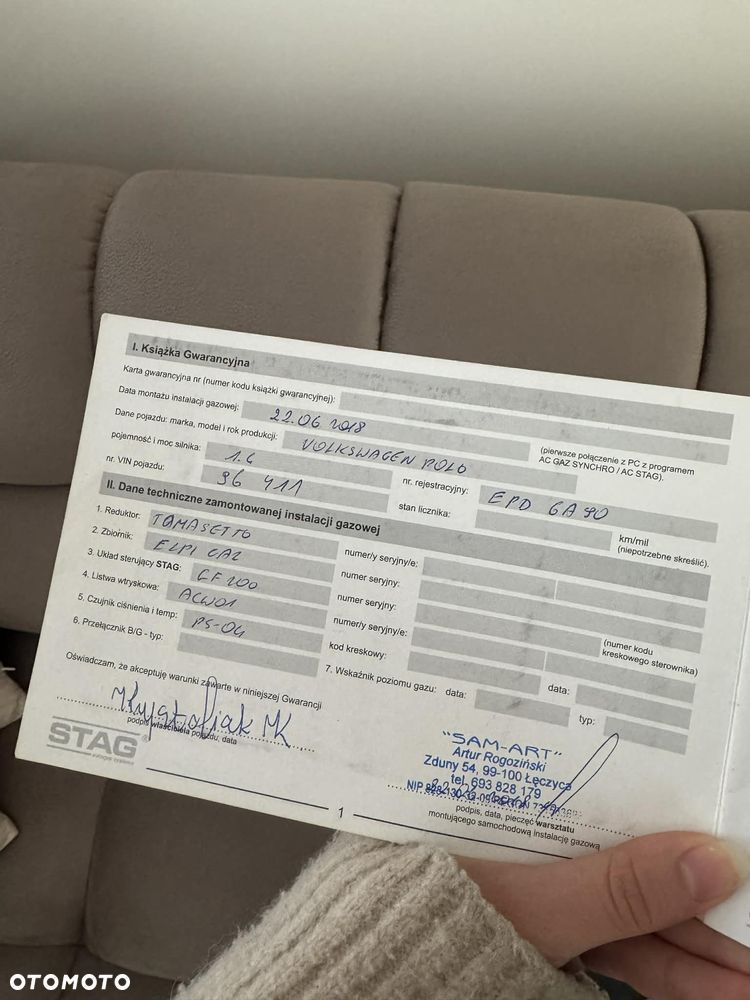 I. Książka Gwarancyjna
Karta gwarancyjna nr (numer kodu książki gwarancyjnej):
Data montażu instalacji gazowej: 22.06 2018
(pierwsze połączenie z PC z programem
AC GAZ SYNCHRO / AC STAG).
Dane pojazdu: marka, model i rok produkcji: VOLKSWAGEN POLO
pojemność i moc silnika: 1.6 nr. rejestracyjny: EPD 6A90
nr. VIN pojazdu: 96 411 stan licznika: km/mil
(niepotrzebne skreślić).
II. Dane techniczne zamontowanej instalacji gazowej
1. Reduktor: TOMASETTO numer/y seryjny/e:
2. Zbiornik: ELPI GAZ numer seryjny:
3. Układ sterujący STAG: numer seryjny: (numer kodu
kreskowego sterownika)
4. Listwa wtryskowa: ACW01 numer/y seryjny/e:
5. Czujnik ciśnienia i temp: PS-04 kod kreskowy: data:
6. Przełącznik B/G - typ: 7. Wskaźnik poziomu gazu: data: typ:
Oświadczam, że akceptuję warunki zawarte w niniejszej Gwarancji
podpis właściciela pojazdu, data
STAG®
"SAM-ART"
Artur Rogoziński
Zduny 54, 99-100 Łęczyca
tel. 693 828 179
NIP
podpis, data, pieczęć warsztatu
montującego samochodową instalację gazową
1
OTOMOTO